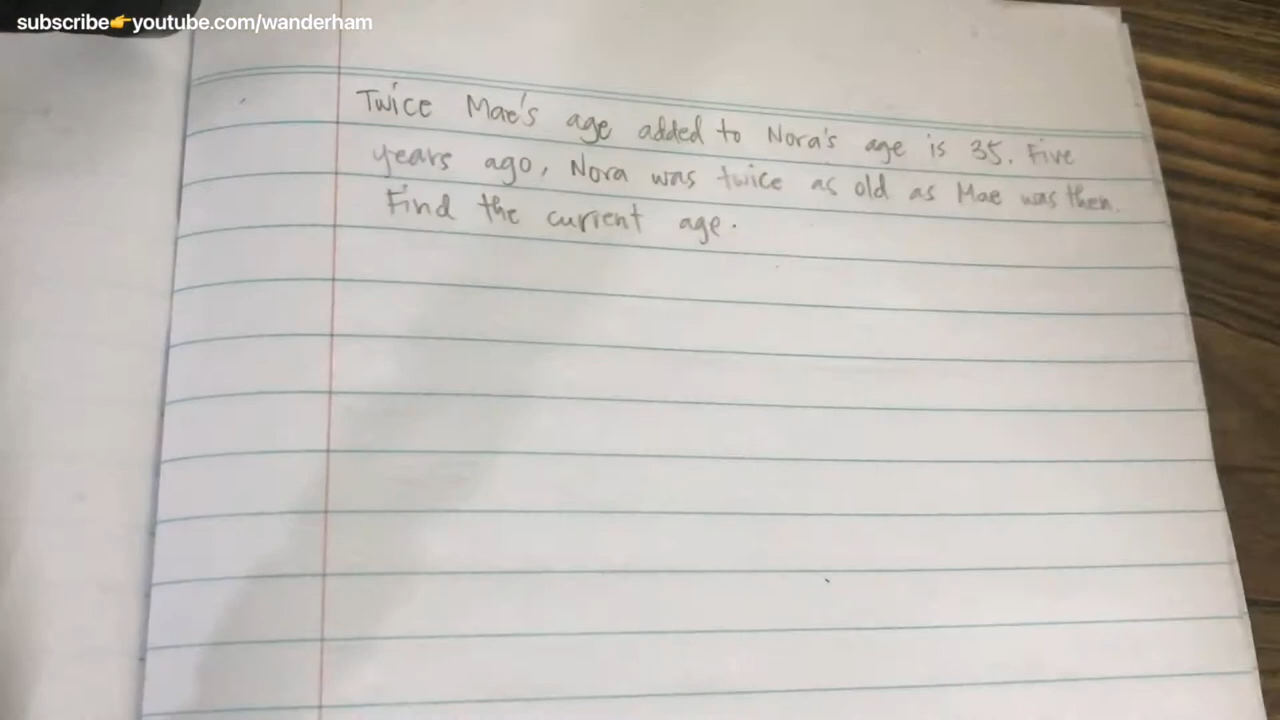 subscribe👉youtube.com/wanderham
Twice Mae's age added to Nora's age is 35. Five
years ago, Nora was twice as old as Mae was then.
Find the current age.